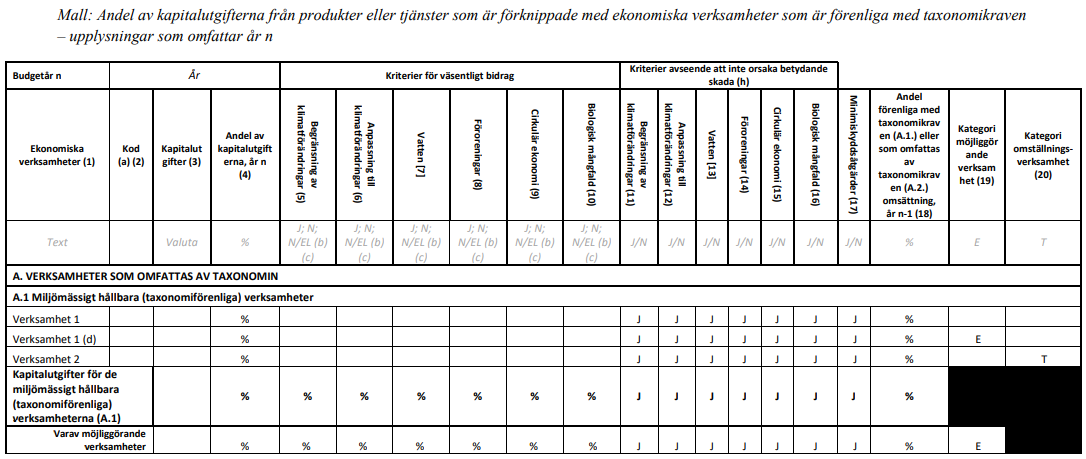 Mall: Andel av kapitalutgifterna från produkter eller tjänster som är förknippade med ekonomiska verksamheter som är förenliga med taxonomikraven
– upplysningar som omfattar år n
Budgetår n
År
Kriterier för väsentligt bidrag
Kriterier avseende att inte orsaka betydande
skada (h)
Ekonomiska
verksamheter (1)
Kod
(a) (2)
Kapitalut
gifter (3)
Andel av
kapitalutgift
erna, år n
(4)
Begränsning av
klimatförändringar (5)
Anpassning till
klimatförändringar (6)
Vatten [7]
Föroreningar (8)
Cirkulär ekonomi (9)
Biologisk mångfald (10)
Begränsning av
klimatförändringar (11)
Anpassning till
klimatförändringar (12)
Vatten [13]
Föroreningar (14)
Cirkulär ekonomi (15)
Biologisk mångfald (16)
Minimiskyddsåtgärder (17)
Andel
förenliga med
taxonomikrav
en (A.1.) eller
som omfattas
av
taxonomikrav
en (A.2.)
omsättning,
år n-1 (18)
Kategori
möjliggör
ande
verksam
het (19)
Kategori
omställnings-
verksamhet
(20)
Text
Valuta
%
J; N;
N/EL (b)
(c)
J; N;
N/EL (b)
(c)
J; N;
N/EL (b)
(c)
J; N;
N/EL (b)
(c)
J; N;
N/EL (b)
(c)
J; N;
N/EL (b)
(c)
J/N
J/N
J/N
J/N
J/N
J/N
J/N
%
E
T
A. VERKSAMHETER SOM OMFATTAS AV TAXONOMIN
A.1 Miljömässigt hållbara (taxonomiförenliga) verksamheter
Verksamhet 1 % J J J J J J J %
Verksamhet 1 (d) % J J J J J J J % E
Verksamhet 2 % J J J J J J J % T
Kapitalutgifter för de
miljömässigt hållbara
(taxonomiförenliga)
verksamheterna (A.1)
% % % % % % % J J J J J J J %
Varav möjliggörande
verksamheter
% % % % % % % J J J J J J J % E